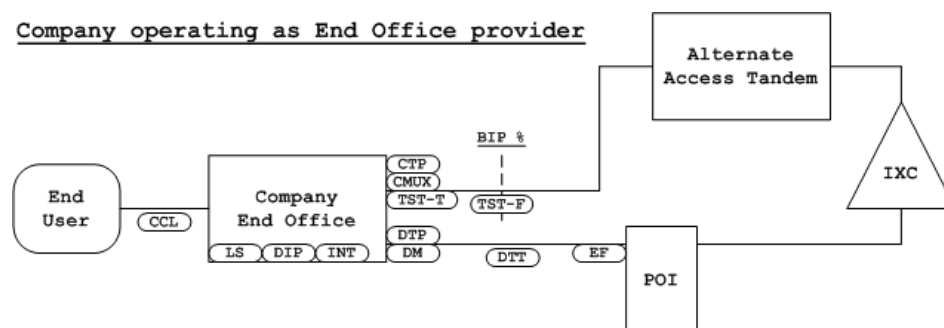 Company operating as End Office provider
Alternate
Access Tandem
BIP %
IXC
CTP
CMUX
TST-T
TST-F
End
User
CCL
Company
End Office
LS
DIP
INT
DTP
DM
DTT
EF
POI